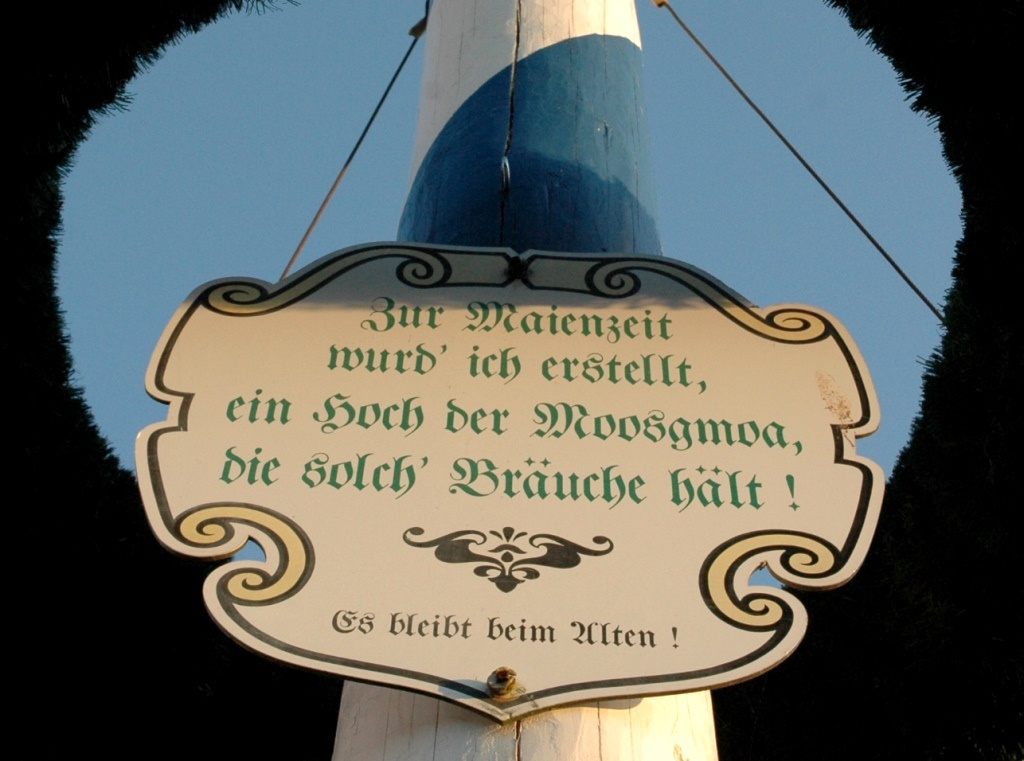 Zur Maienzeit
wurd' ich erstellt,
ein Hoch der Moosgmoa,
die solch' Bräuche hält !
Es bleibt beim Alten !